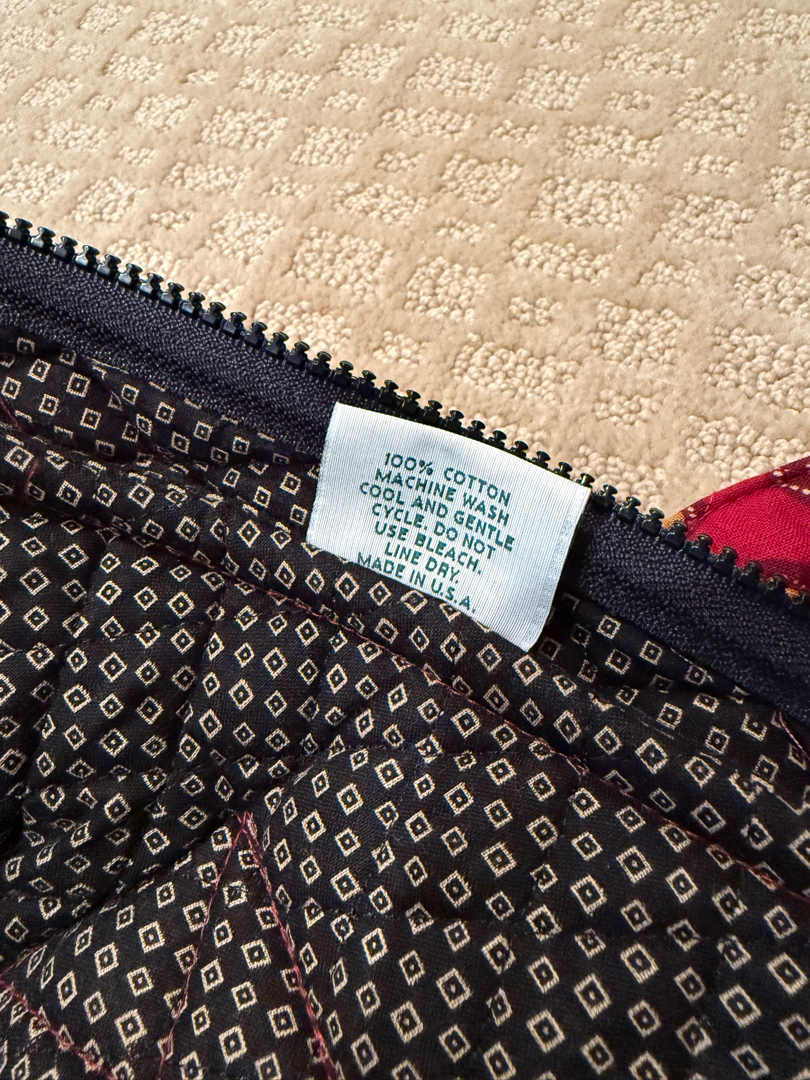 100% COTTON
MACHINE WASH
COOL AND GENTLE
CYCLE. DO NOT
USE BLEACH.
LINE DRY.
MADE IN U.S.A.